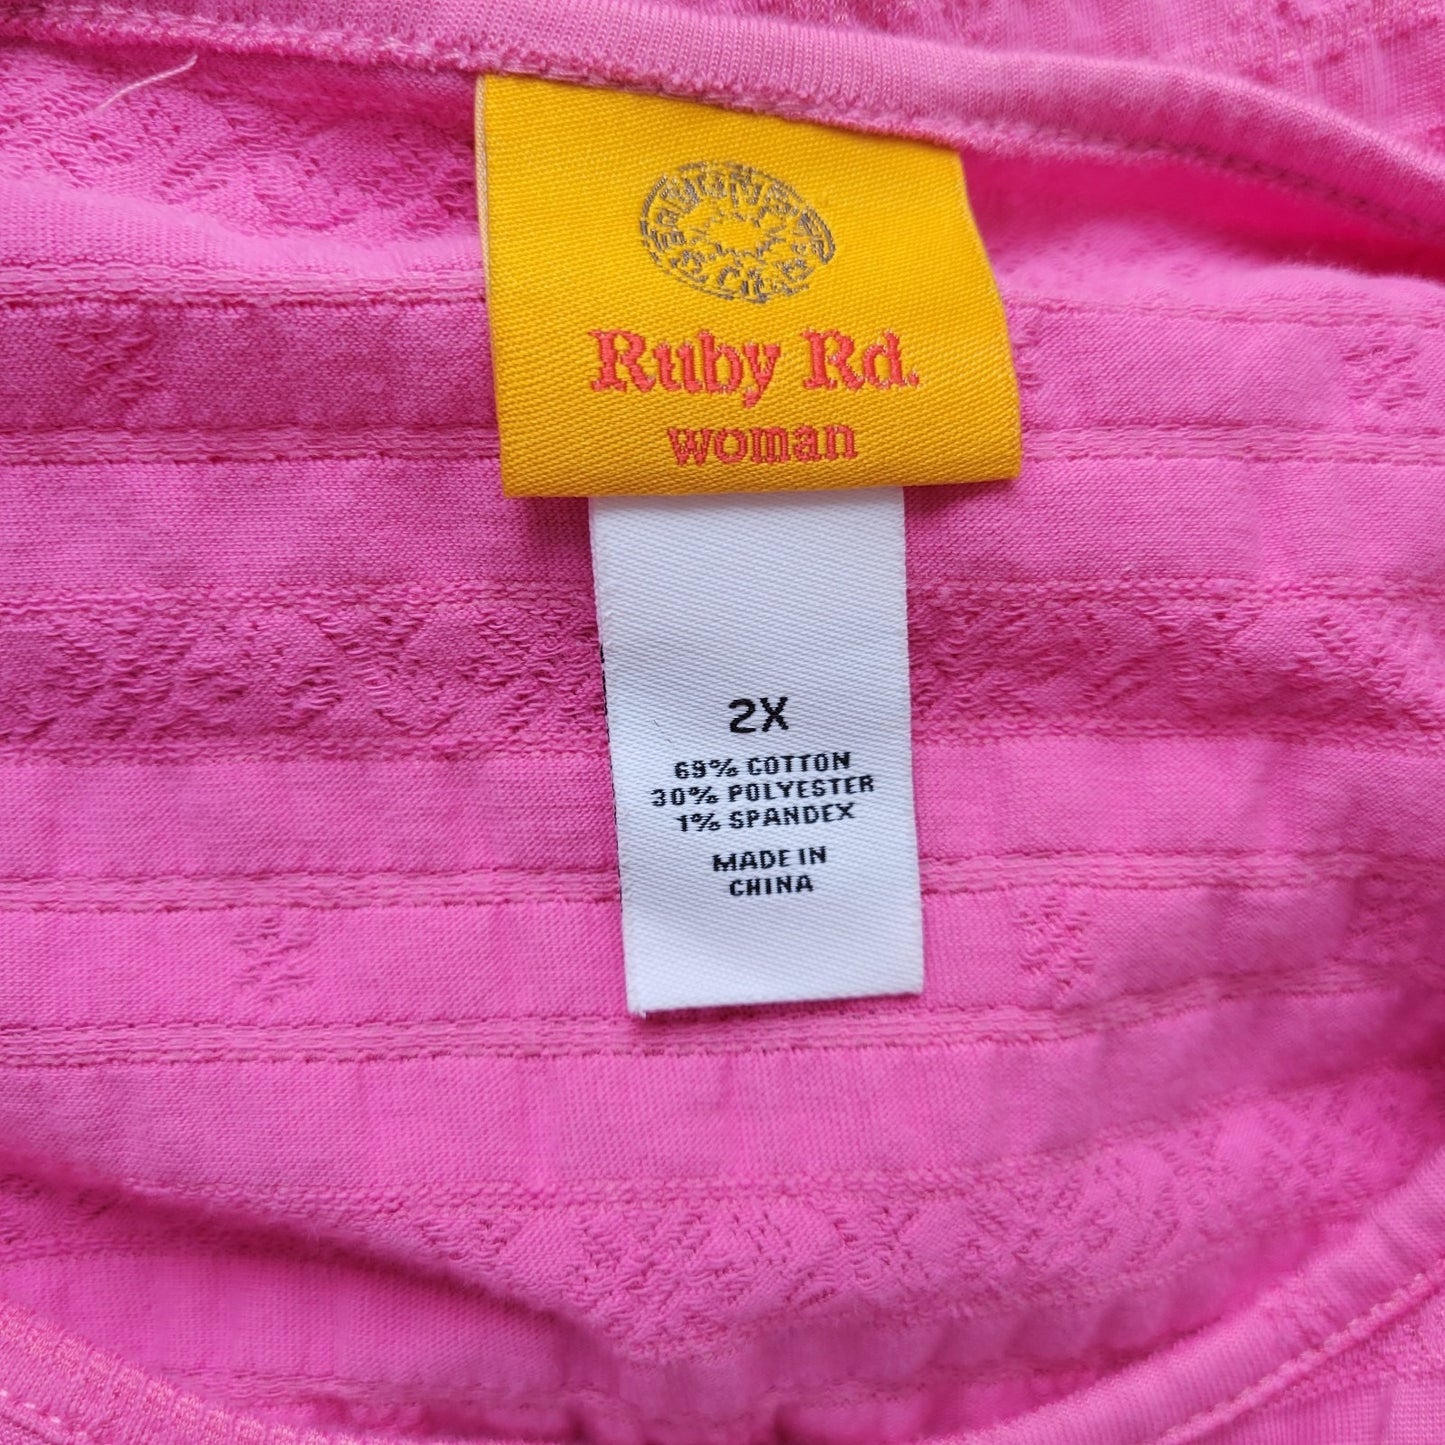 Ruby Rd.
woman
2X
69% COTTON
30% POLYESTER
1% SPANDEX
MADE IN
CHINA